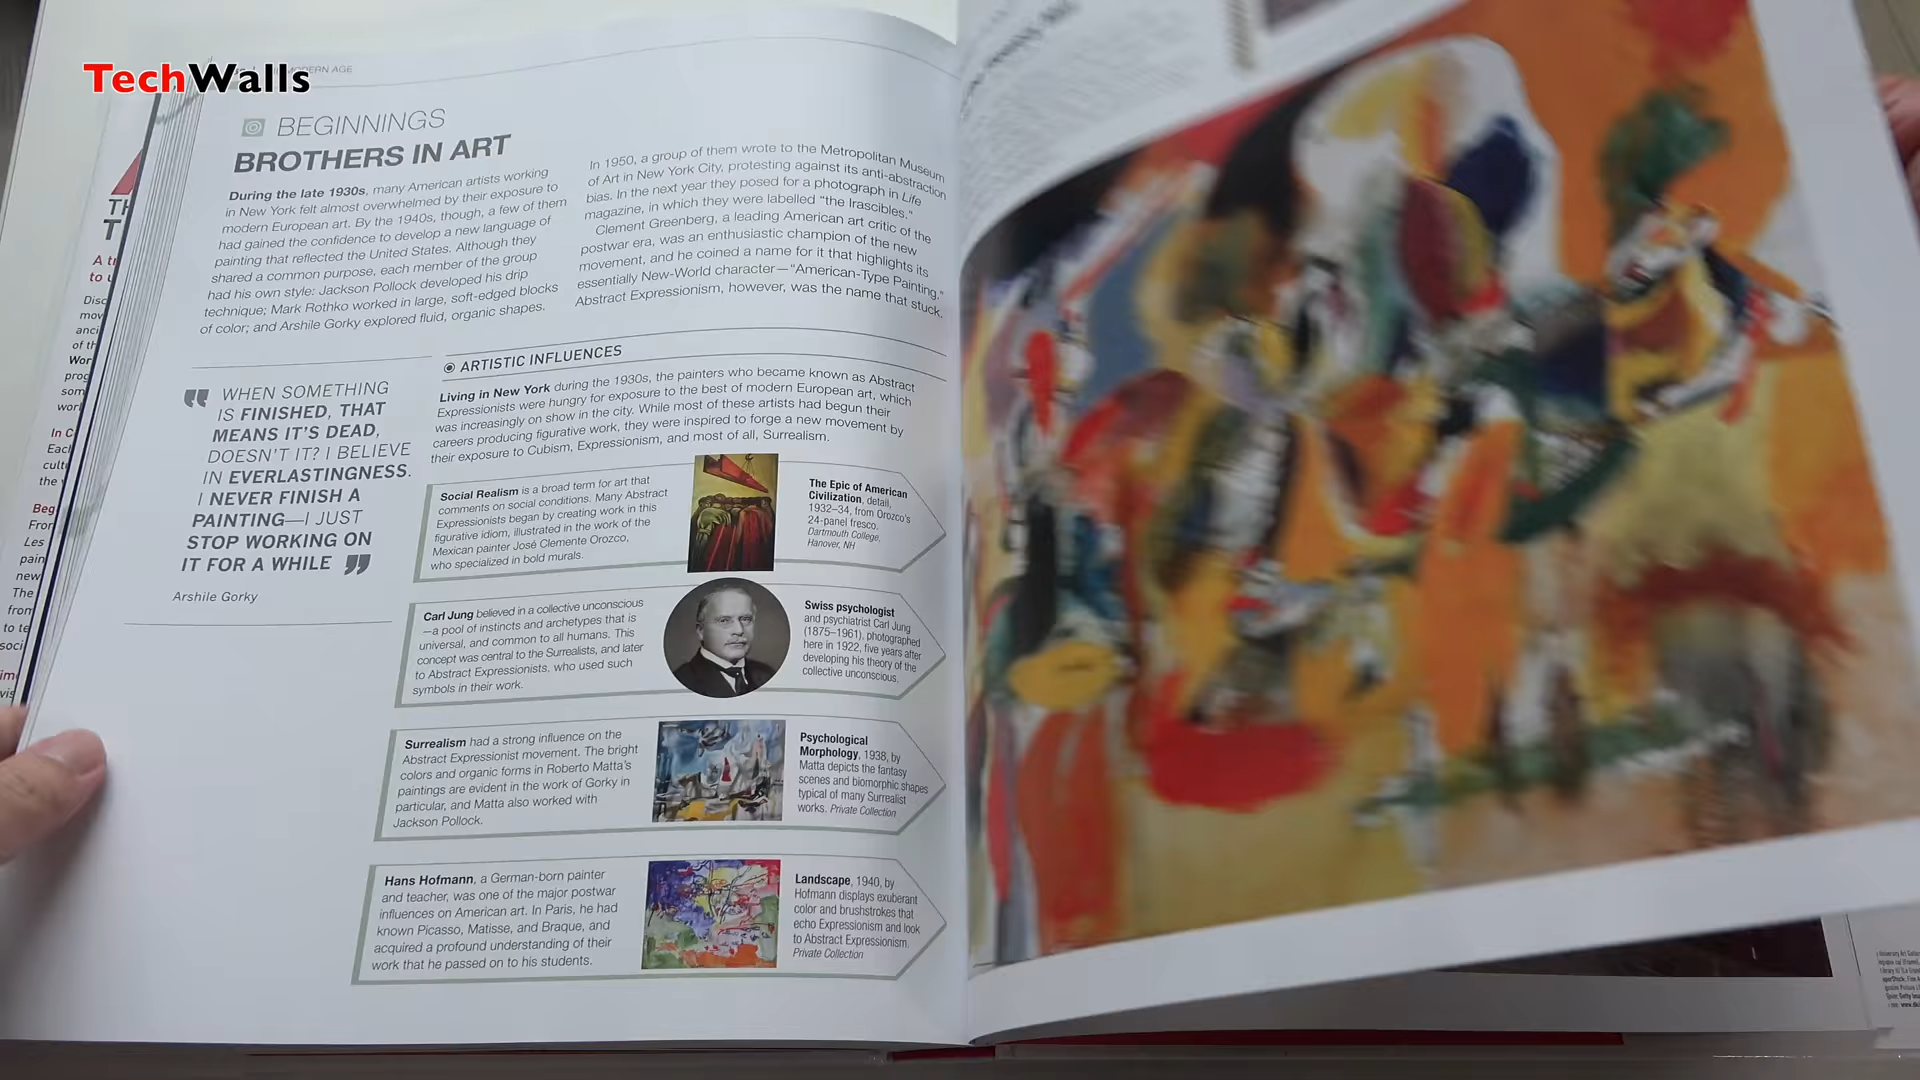 TechWalls
MODERN AGE
BEGINNINGS
BROTHERS IN ART
During the late 1930s, many American artists working
in New York felt almost overwhelmed by their exposure to
modern European art. By the 1940s, though, a few of them
had gained the confidence to develop a new language of
painting that reflected the United States. Although they
shared a common purpose, each member of the group
had his own style: Jackson Pollock developed his drip
technique; Mark Rothko worked in large, soft-edged blocks
of color; and Arshile Gorky explored fluid, organic shapes.
In 1950, a group of them wrote to the Metropolitan Museum
of Art in New York City, protesting against its anti-abstraction
bias. In the next year they posed for a photograph in Life
magazine, in which they were labelled “the Irascibles.”
Clement Greenberg, a leading American art critic of the
postwar era, was an enthusiastic champion of the new
movement, and he coined a name for it that highlights its
essentially New-World character—“American-Type Painting.”
Abstract Expressionism, however, was the name that stuck.
WHEN SOMETHING
IS FINISHED, THAT
MEANS IT’S DEAD,
DOESN’T IT? I BELIEVE
IN EVERLASTINGNESS.
I NEVER FINISH A
PAINTING—I JUST
STOP WORKING ON
IT FOR A WHILE
Arshile Gorky
ARTISTIC INFLUENCES
Living in New York during the 1930s, the painters who became known as Abstract
Expressionists were hungry for exposure to the best of modern European art, which
was increasingly on show in the city. While most of these artists had begun their
careers producing figurative work, they were inspired to forge a new movement by
their exposure to Cubism, Expressionism, and most of all, Surrealism.
Social Realism is a broad term for art that
comments on social conditions. Many Abstract
Expressionists began by creating work in this
figurative idiom, illustrated in the work of the
Mexican painter José Clemente Orozco,
who specialized in bold murals.
The Epic of American
Civilization, detail,
1932–34, from Orozco’s
24-panel fresco.
Dartmouth College,
Hanover, NH
Carl Jung believed in a collective unconscious
—a pool of instincts and archetypes that is
universal, and common to all humans. This
concept was central to the Surrealists, and later
to Abstract Expressionists, who used such
symbols in their work.
Swiss psychologist
and psychiatrist Carl Jung
(1875–1961), photographed
here in 1922, five years after
developing his theory of the
collective unconscious.
Surrealism had a strong influence on the
Abstract Expressionist movement. The bright
colors and organic forms in Roberto Matta’s
paintings are evident in the work of Gorky in
particular, and Matta also worked with
Jackson Pollock.
Psychological
Morphology, 1938, by
Matta depicts the fantasy
scenes and biomorphic shapes
typical of many Surrealist
works. Private Collection
Hans Hofmann, a German-born painter
and teacher, was one of the major postwar
influences on American art. In Paris, he had
known Picasso, Matisse, and Braque, and
acquired a profound understanding of their
work that he passed on to his students.
Landscape, 1940, by
Hofmann displays exuberant
color and brushstrokes that
echo Expressionism and look
to Abstract Expressionism.
Private Collection